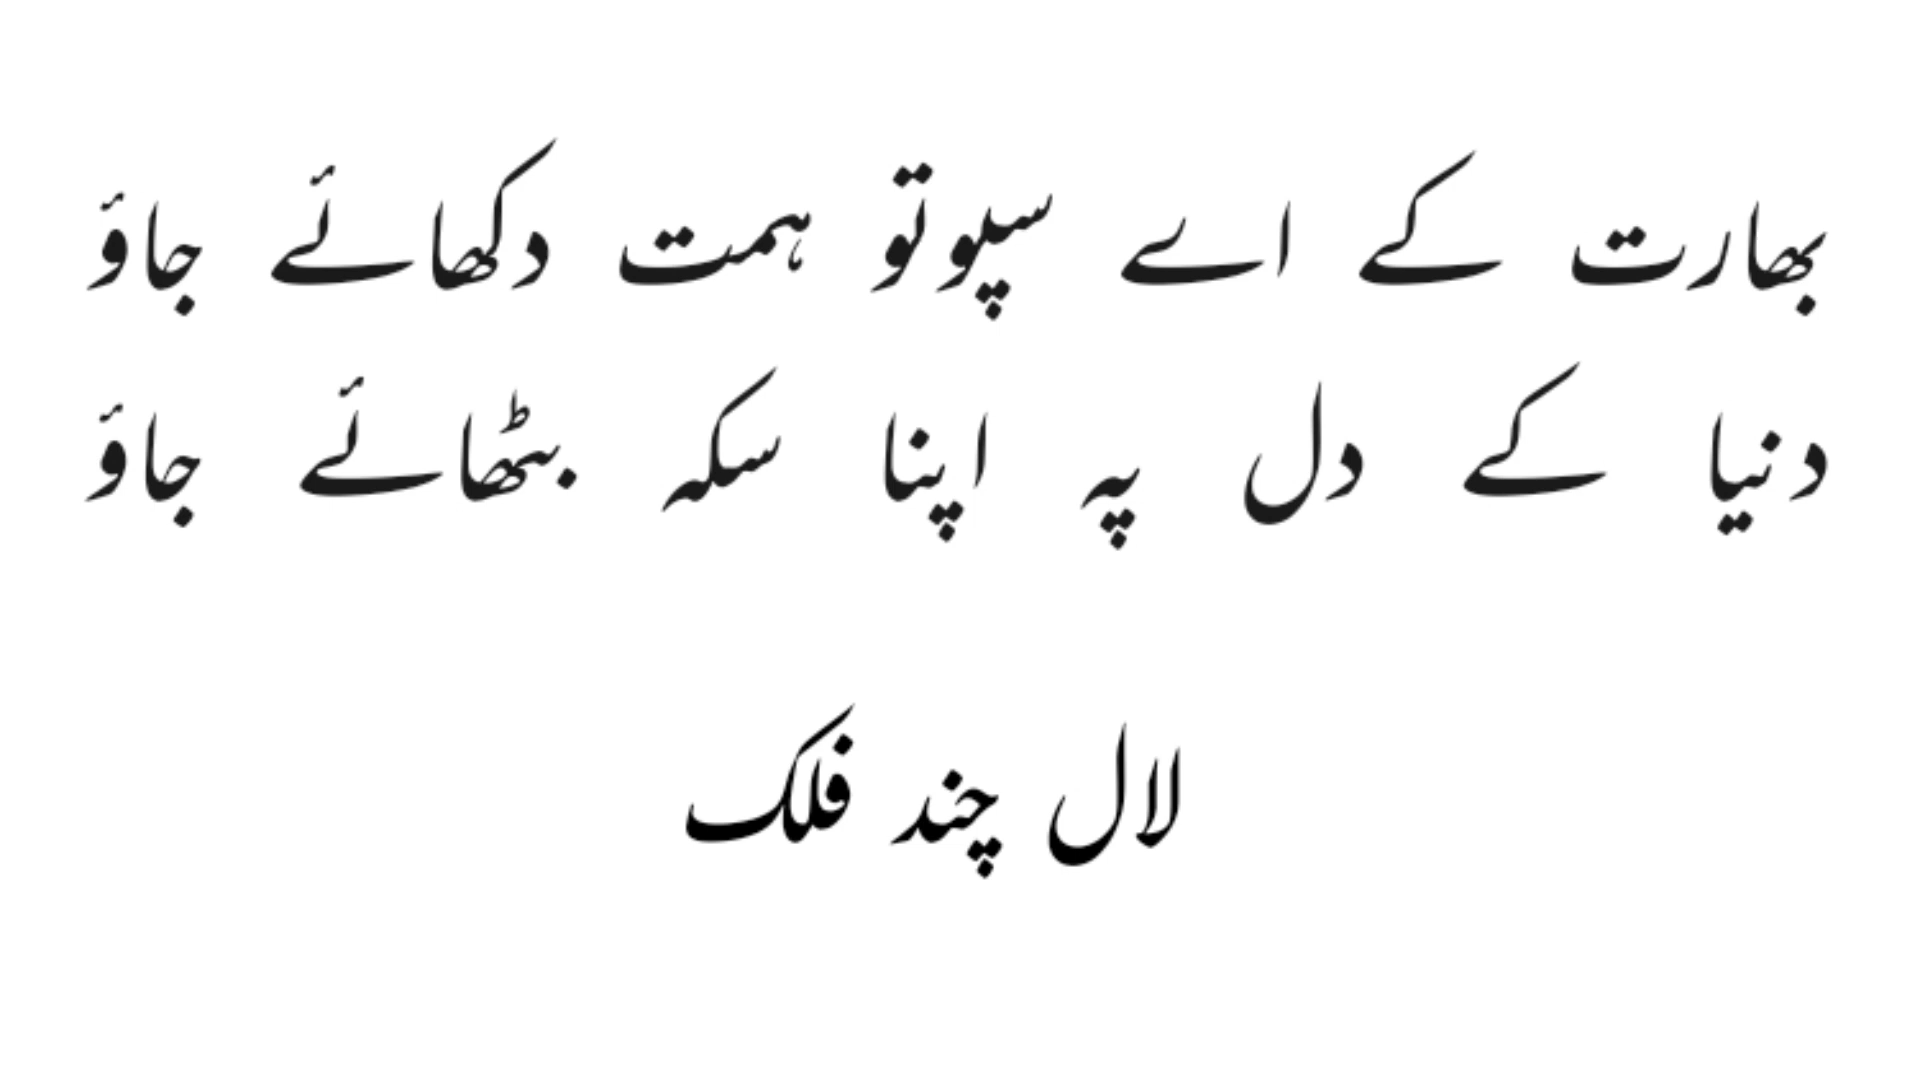 بھارت کے اے سپوتو ہمت دکھائے جاؤ
دنیا کے دل پہ اپنا سکہ بٹھائے جاؤ
لال چند فلک